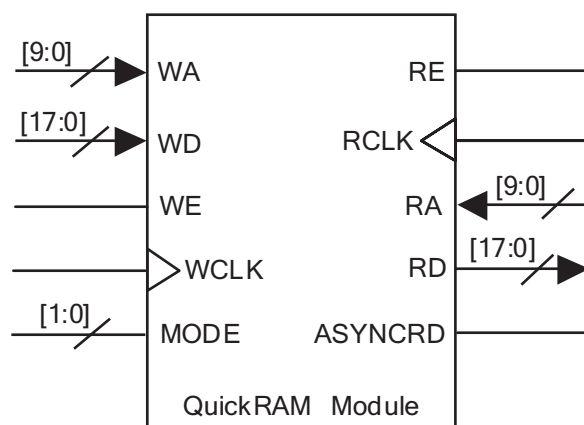 [9:0] WA RE
[17:0] WD RCLK
WE RA [9:0]
WCLK RD [17:0]
[1:0] MODE ASYNCRD
QuickRAM Module